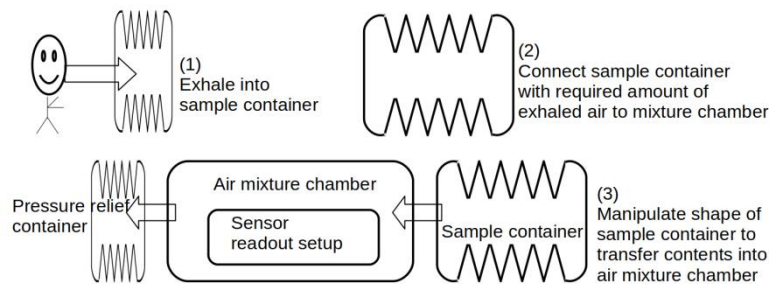 (1)
Exhale into
sample container
(2)
Connect sample container
with required amount of
exhaled air to mixture chamber
Pressure relief
container
Air mixture chamber
Sensor
readout setup
Sample container
(3)
Manipulate shape of
sample container to
transfer contents into
air mixture chamber